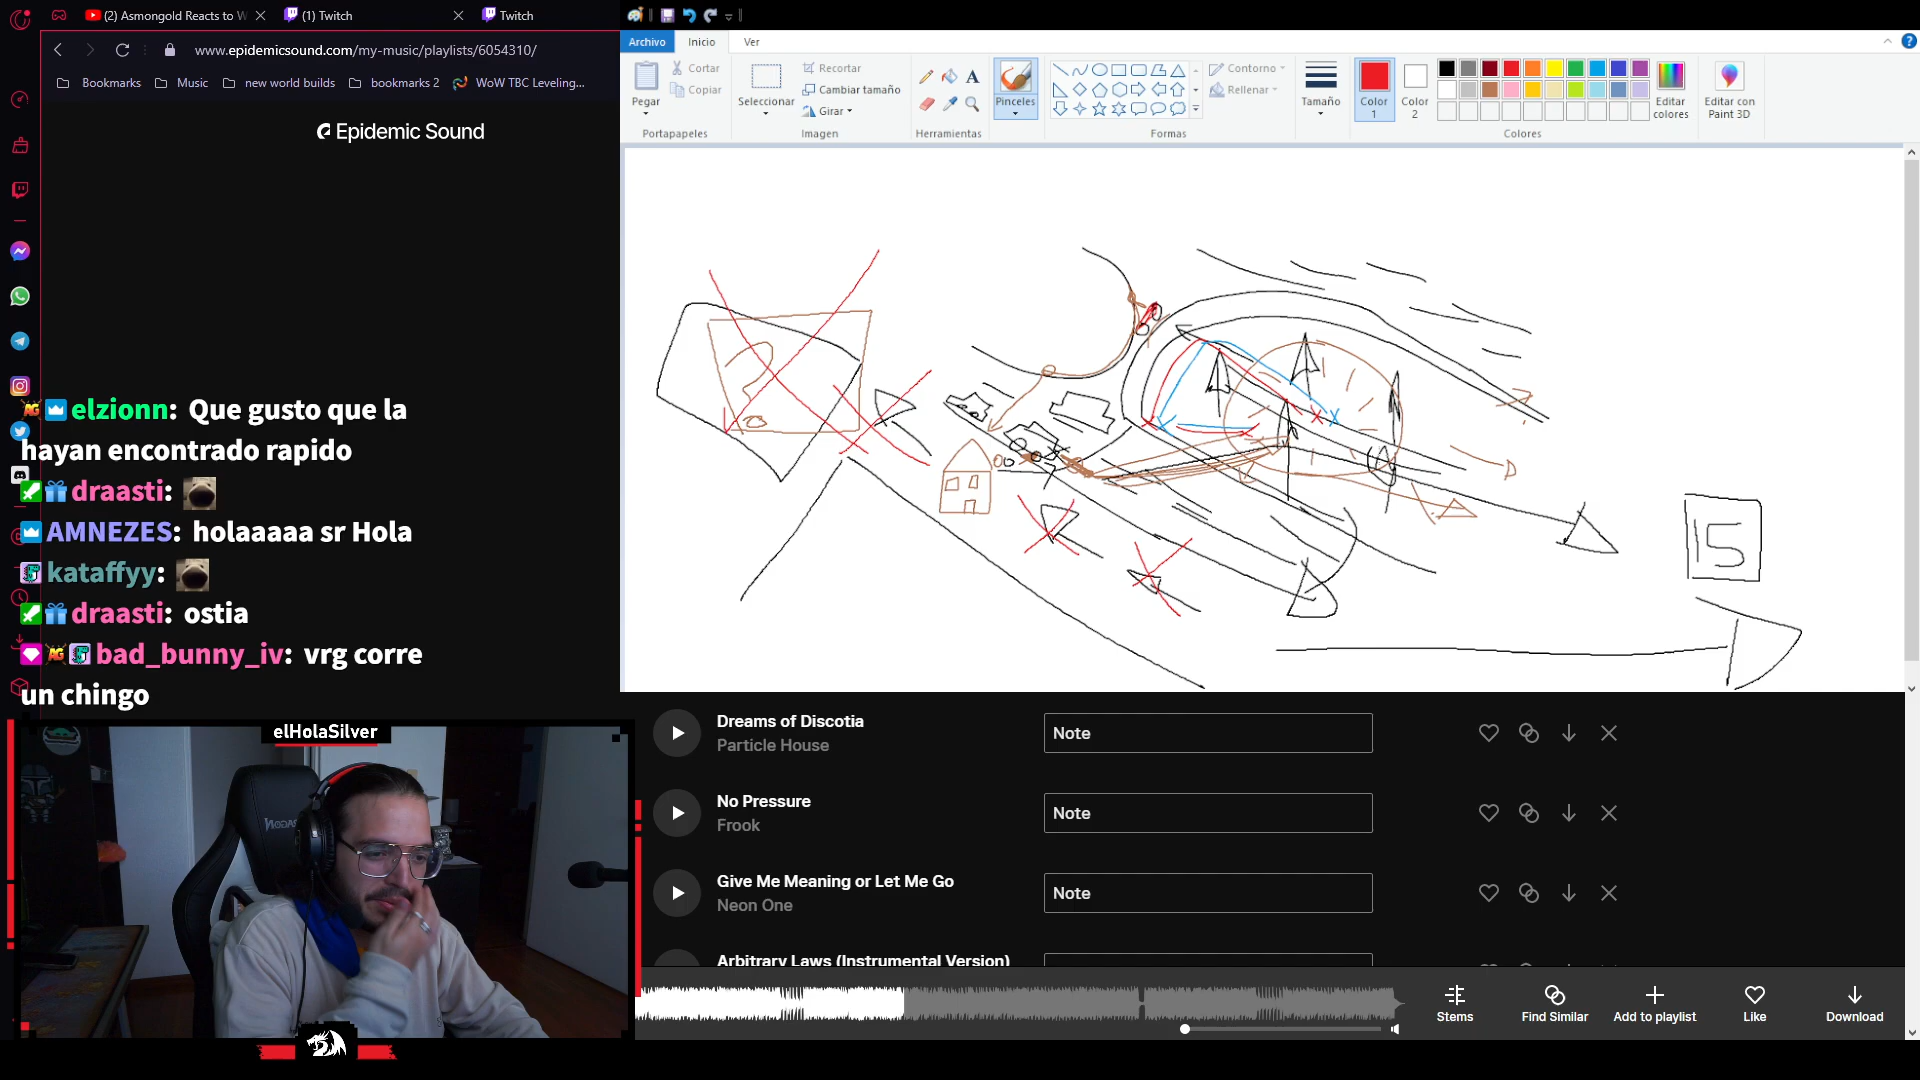 (2) Asmongold Reacts to W
(1) Twitch
Twitch
www.epidemicsound.com/my-music/playlists/6054310/
Bookmarks
Music
new world builds
bookmarks 2
WoW TBC Leveling...
Epidemic Sound
Archivo
Inicio
Ver
Pegar
Cortar
Copiar
Portapapeles
Seleccionar
Recortar
Cambiar tamaño
Girar
Imagen
A
Herramientas
Pinceles
Formas
Contorno
Rellenar
Tamaño
Color 1
Color 2
Editar colores
Editar con Paint 3D
Colores
15
elzionn: Que gusto que la
hayan encontrado rapido
draasti:
AMNEZES: holaaaaa sr Hola
kataffyy:
draasti: ostia
bad_bunny_iv: vrg corre
un chingo
elHolaSilver
Dreams of Discotia
Particle House
Note
No Pressure
Frook
Note
Give Me Meaning or Let Me Go
Neon One
Note
Arbitrary Laws (Instrumental Version)
Stems
Find Similar
Add to playlist
Like
Download